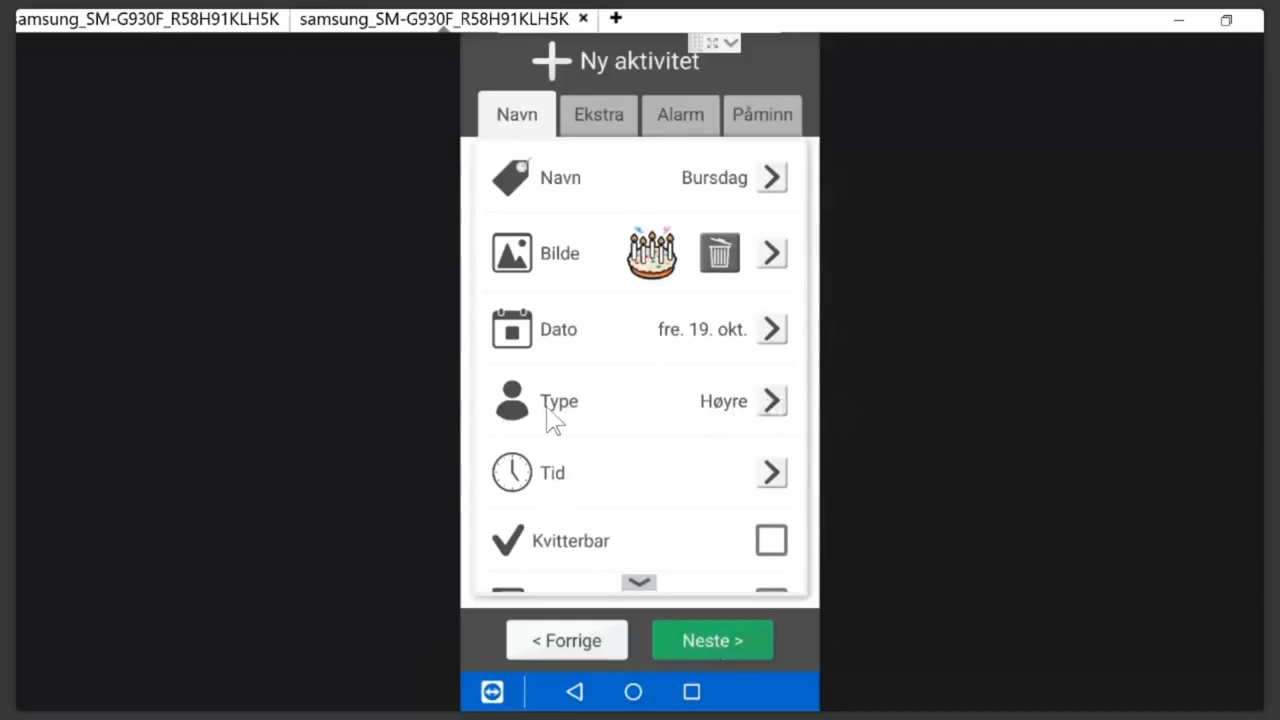 samsung_SM-G930F_R58H91KLH5K samsung_SM-G930F_R58H91KLH5K
Ny aktivitet
Navn Ekstra Alarm Påminn
Navn Bursdag
Bilde
Dato fre. 19. okt.
Type Høyre
Tid
Kvitterbar
< Forrige Neste >